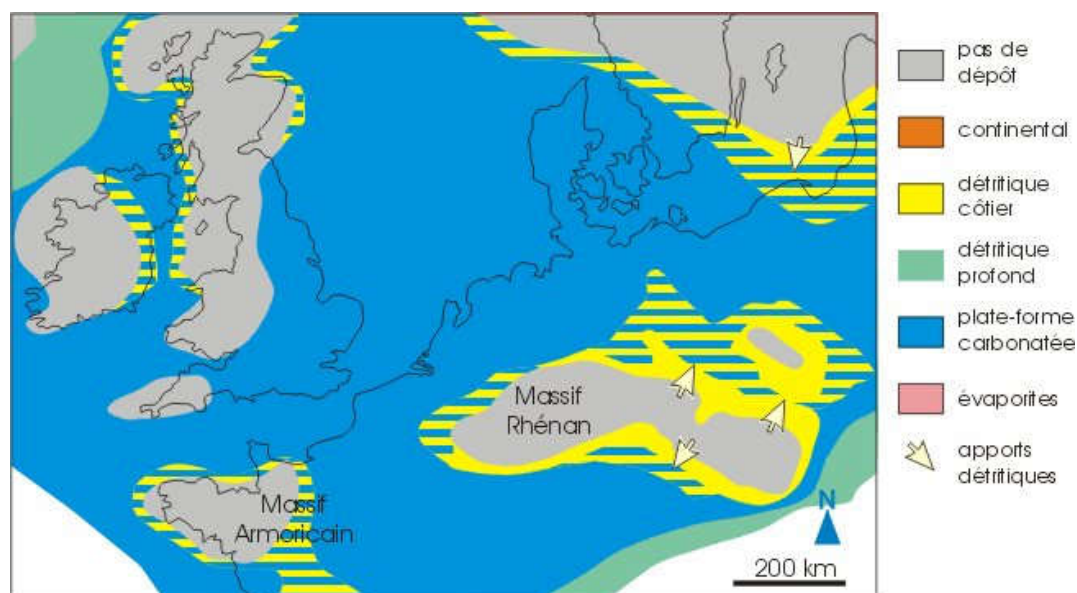 Massif
Rhénan
Massif
Armoricain
N
200 km
pas de
dépôt
continental
détritique
côtier
détritique
profond
plate-forme
carbonatée
évaporites
apports
détritiques